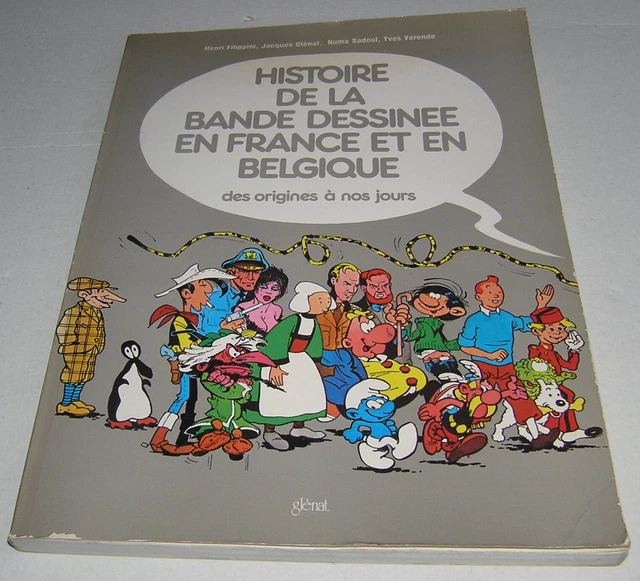 Henri Filippini, Jacques Glénat, Numa Sadoul, Yves Varende
HISTOIRE
DE LA
BANDE DESSINEE
EN FRANCE ET EN
BELGIQUE
des origines à nos jours
glénat